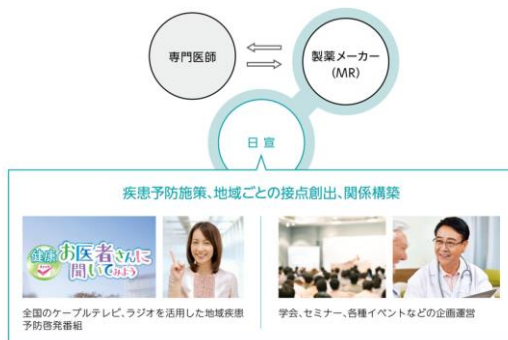 専門医師
製薬メーカー
(MR)
日宣
疾患予防施策、地域ごとの接点創出、関係構築
健康
お医者さんに
聞いてみよう
全国のケーブルテレビ、ラジオを活用した地域疾患
予防啓発番組
学会、セミナー、各種イベントなどの企画運営